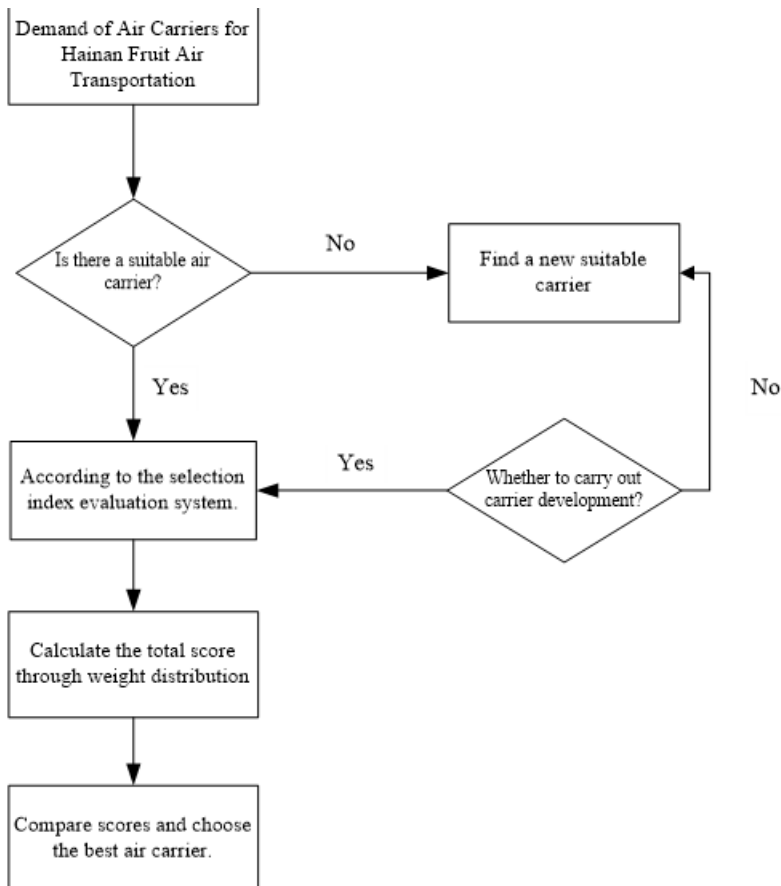 Demand of Air Carriers for
Hainan Fruit Air
Transportation
Is there a suitable air
carrier?
No
Find a new suitable
carrier
Yes
No
According to the selection
index evaluation system.
Yes
Whether to carry out
carrier development?
Calculate the total score
through weight distribution
Compare scores and choose
the best air carrier.